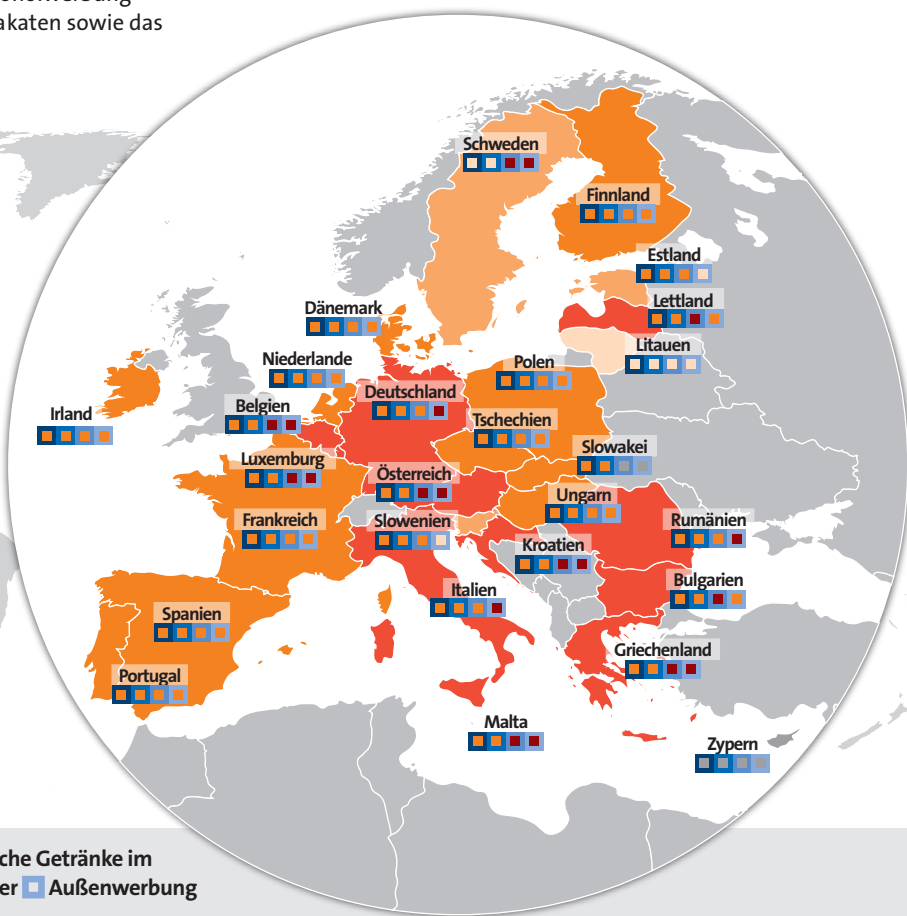 akaten sowie das
Schweden
Finnland
Estland
Lettland
Dänemark
Litauen
Niederlande
Polen
Deutschland
Belgien
Irland
Tschechien
Slowakei
Luxemburg
Österreich
Ungarn
Frankreich
Slowenien
Rumänien
Kroatien
Bulgarien
Italien
Spanien
Griechenland
Portugal
Malta
Zypern
che Getränke im
er Außenwerbung